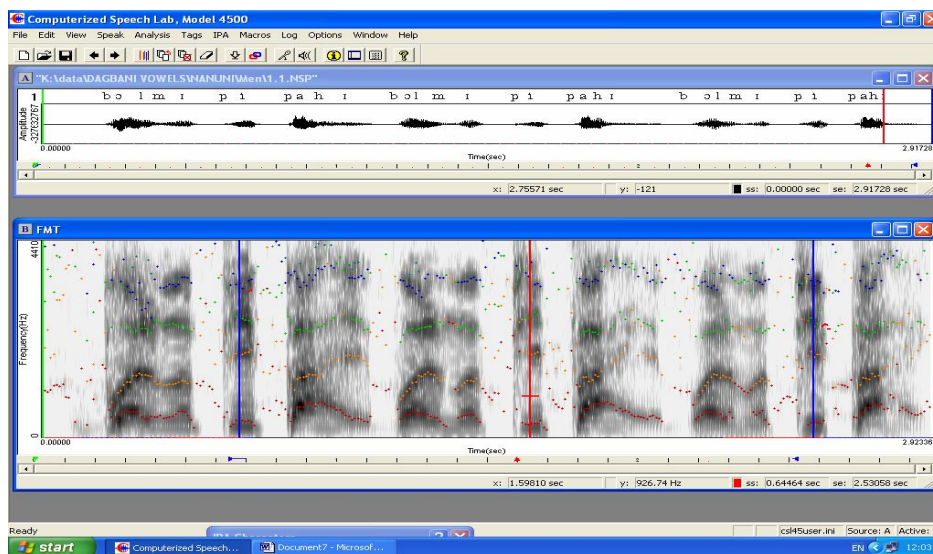 Computerized Speech Lab, Model 4500
File Edit View Speak Analysis Tags IPA Macros Log Options Window Help
A "K:\data\DAGBANI VOWELS\NANUNI\Men\1.1.NSP"
1 b ɔ l m ɪ p i p a h ɪ b ɔ l m ɪ p i p a h ɪ b ɔ l m ɪ p i p a h ɪ
Amplitude
-32763 2767
0.00000 2.91728
Time(sec)
x: 2.75571 sec y: -121 ss: 0.00000 sec se: 2.91728 sec
B FMT
4410
Frequency(Hz)
0
0.00000 2.92336
Time(sec)
x: 1.59810 sec y: 926.74 Hz ss: 0.64464 sec se: 2.53058 sec
Ready csl45user.ini Source: A Active:
start Computerized Speech... Document7 - Microsof... EN 12:03